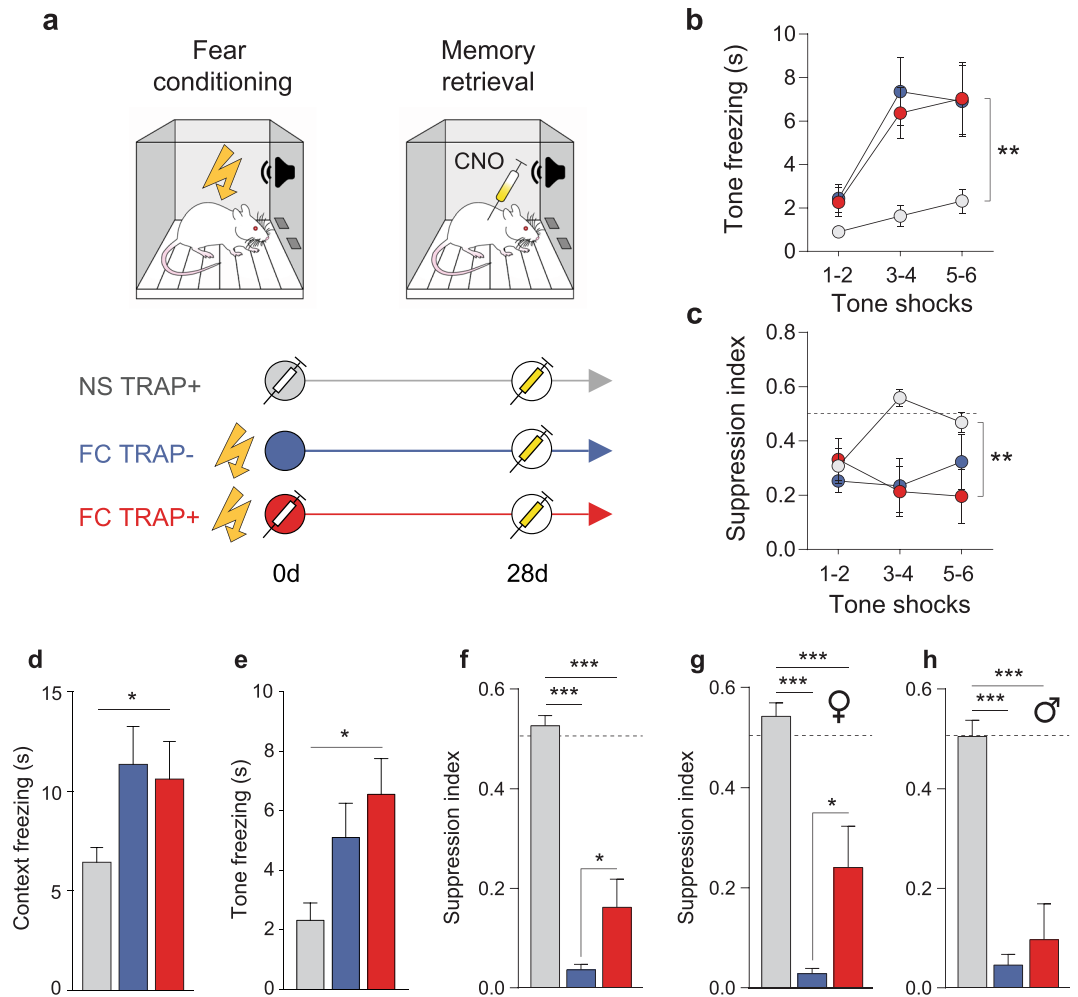 a
Fear
conditioning
Memory
retrieval
CNO
NS TRAP+
FC TRAP-
FC TRAP+
0d
28d
b
Tone freezing (s)
10
8
6
4
2
0
**
1-2
3-4
5-6
Tone shocks
c
Suppression index
0.8
0.6
0.4
0.2
0.0
**
1-2
3-4
5-6
Tone shocks
d
Context freezing (s)
15
10
5
0
*
e
Tone freezing (s)
10
8
6
4
2
0
*
f
Suppression index
0.6
0.4
0.2
0.0
***
***
*
g
Suppression index
0.6
0.4
0.2
0.0
***
***
*
♀
h
0.6
0.4
0.2
0.0
***
***
♂